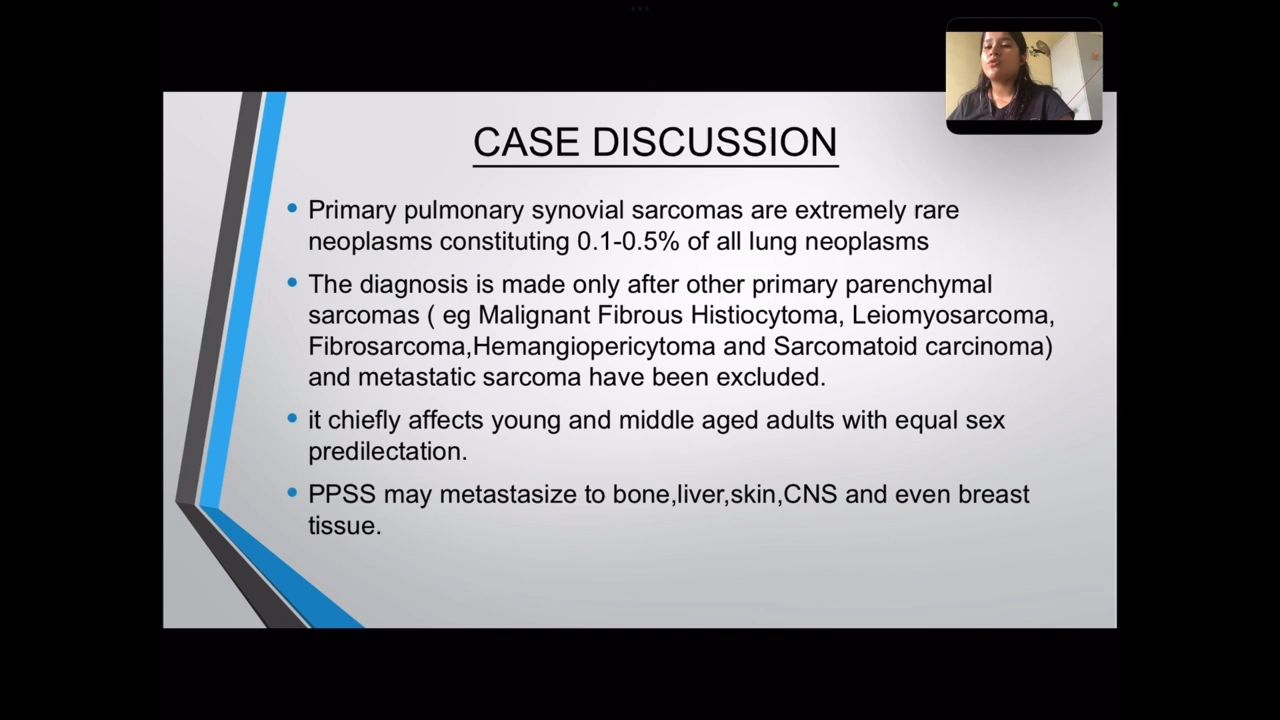 CASE DISCUSSION
Primary pulmonary synovial sarcomas are extremely rare
neoplasms constituting 0.1-0.5% of all lung neoplasms
The diagnosis is made only after other primary parenchymal
sarcomas ( eg Malignant Fibrous Histiocytoma, Leiomyosarcoma,
Fibrosarcoma,Hemangiopericytoma and Sarcomatoid carcinoma)
and metastatic sarcoma have been excluded.
it chiefly affects young and middle aged adults with equal sex
predilectation.
PPSS may metastasize to bone,liver,skin,CNS and even breast
tissue.